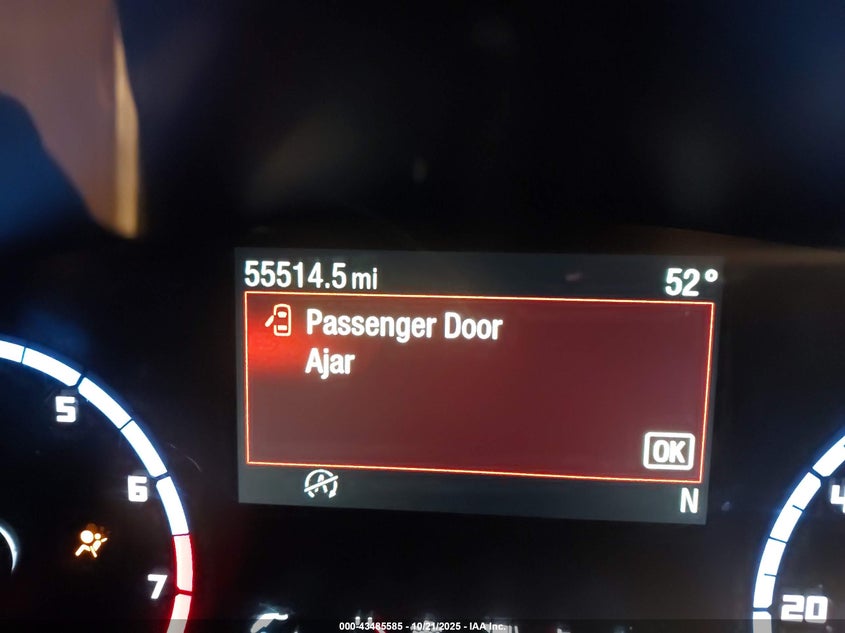 55514.5 mi 52°
Passenger Door
Ajar
OK
N
5
6
7
4
20
000-43485585 - 10/21/2025 - IAA Inc.